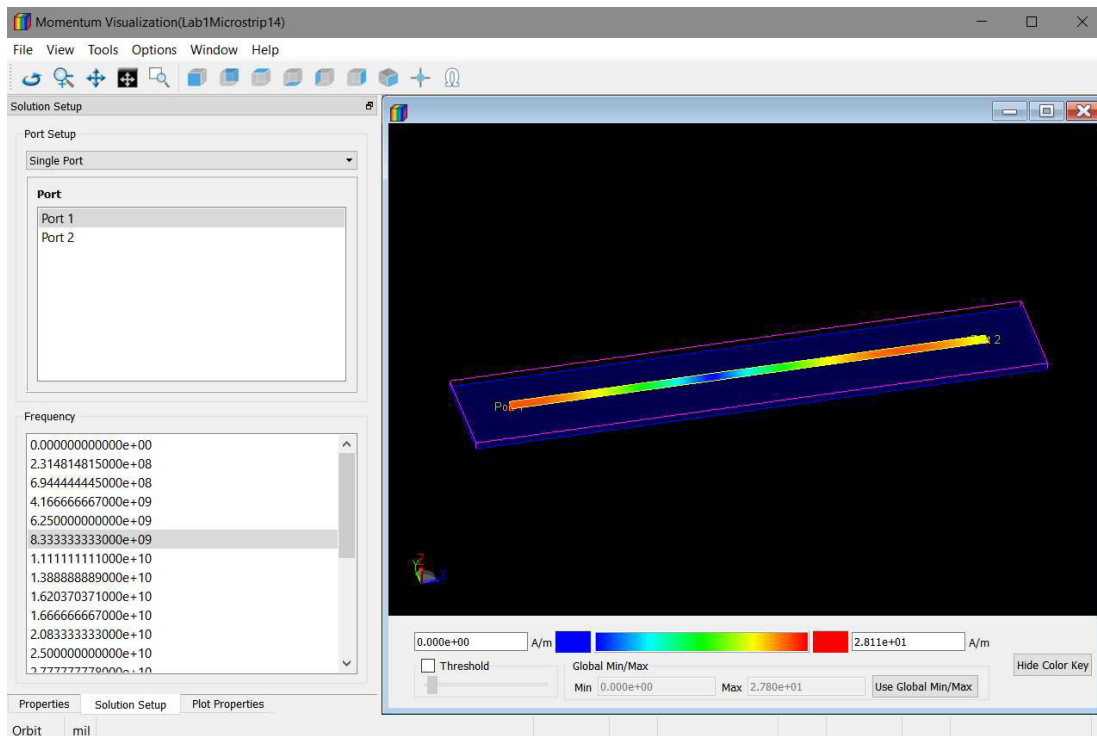 Momentum Visualization(Lab1Microstrip14)
File View Tools Options Window Help
Solution Setup
Port Setup
Single Port
Port
Port 1
Port 2
Frequency
0.000000000000e+00
2.314814815000e+08
6.944444445000e+08
4.166666667000e+09
6.250000000000e+09
8.333333333000e+09
1.111111111000e+10
1.388888889000e+10
1.620370371000e+10
1.666666667000e+10
2.083333333000e+10
2.500000000000e+10
2.777777778000e+10
Properties Solution Setup Plot Properties
Orbit mil
2
Z
Y
X
0.000e+00 A/m 2.811e+01 A/m
Threshold Global Min/Max
Min 0.000e+00 Max 2.780e+01 Use Global Min/Max
Hide Color Key